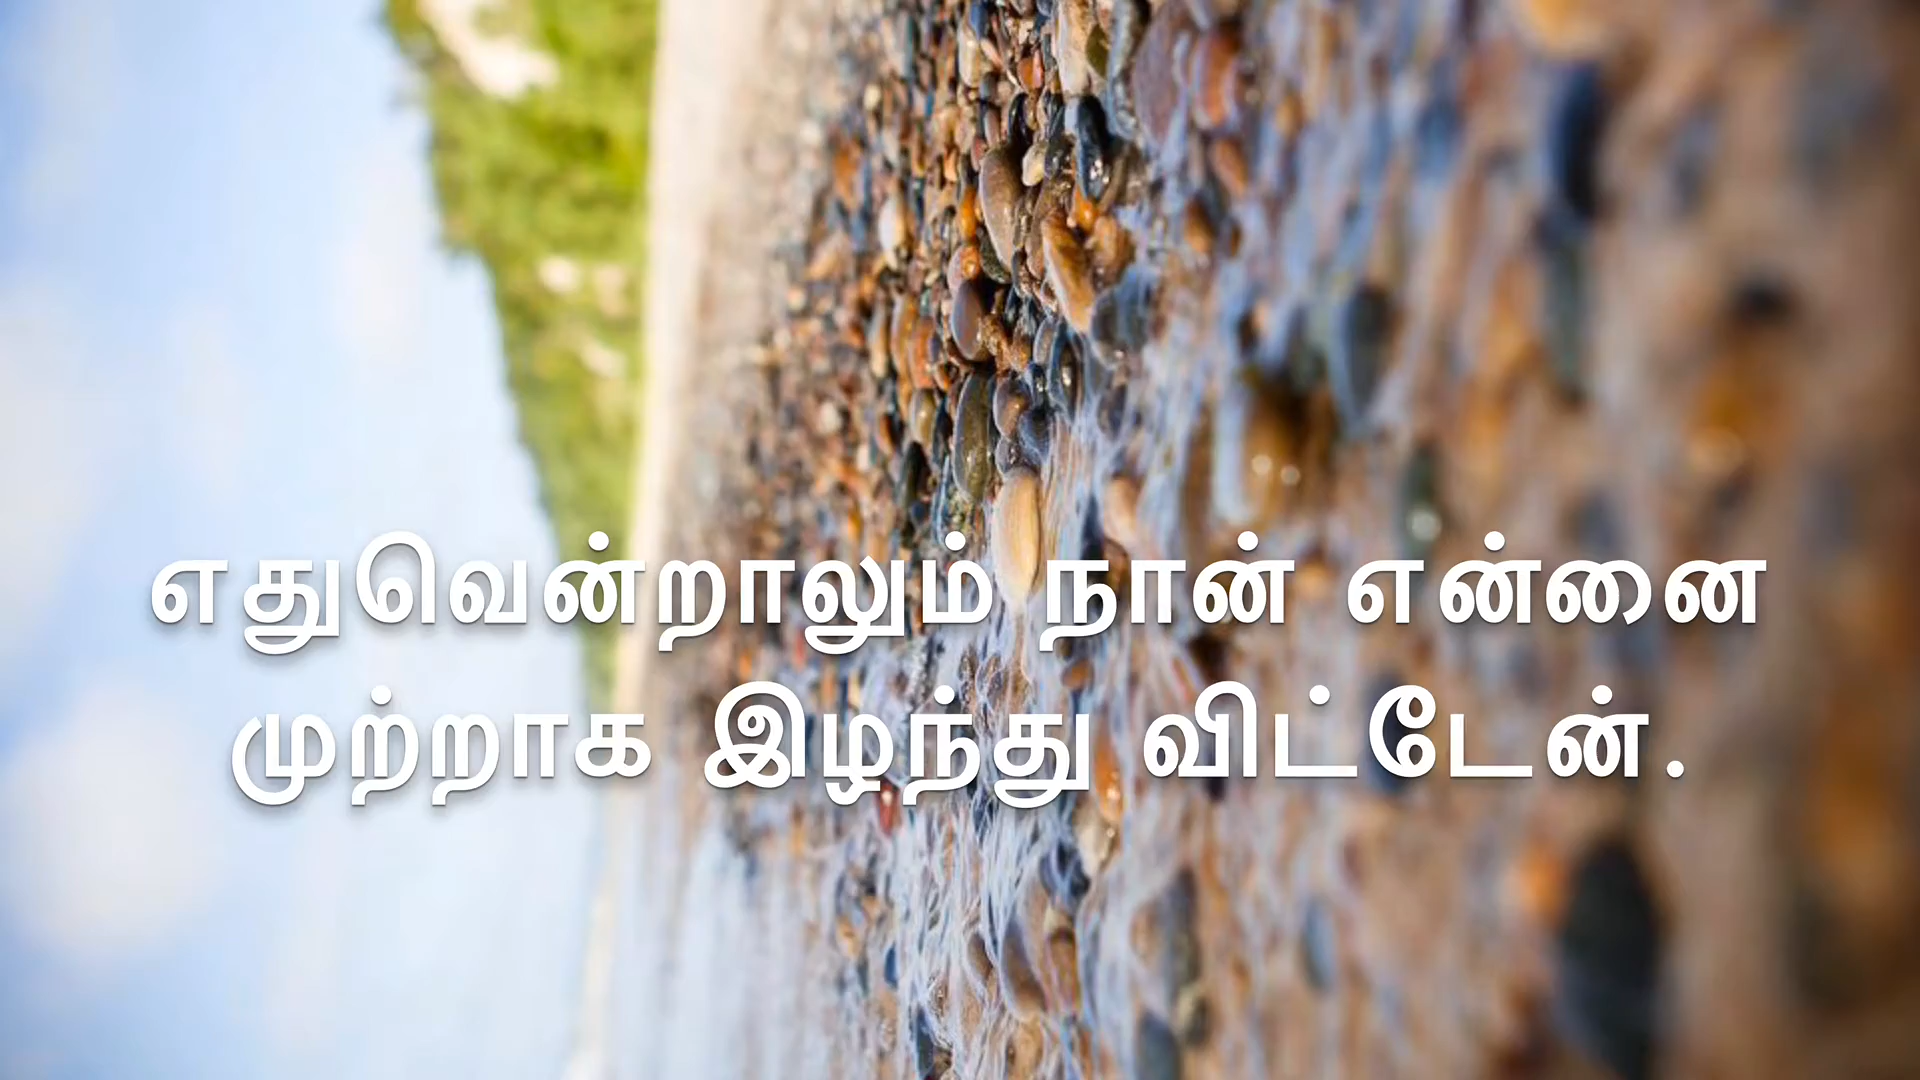 எதுவென்றாலும் நான் என்னை
முற்றாக இழந்து விட்டேன்.